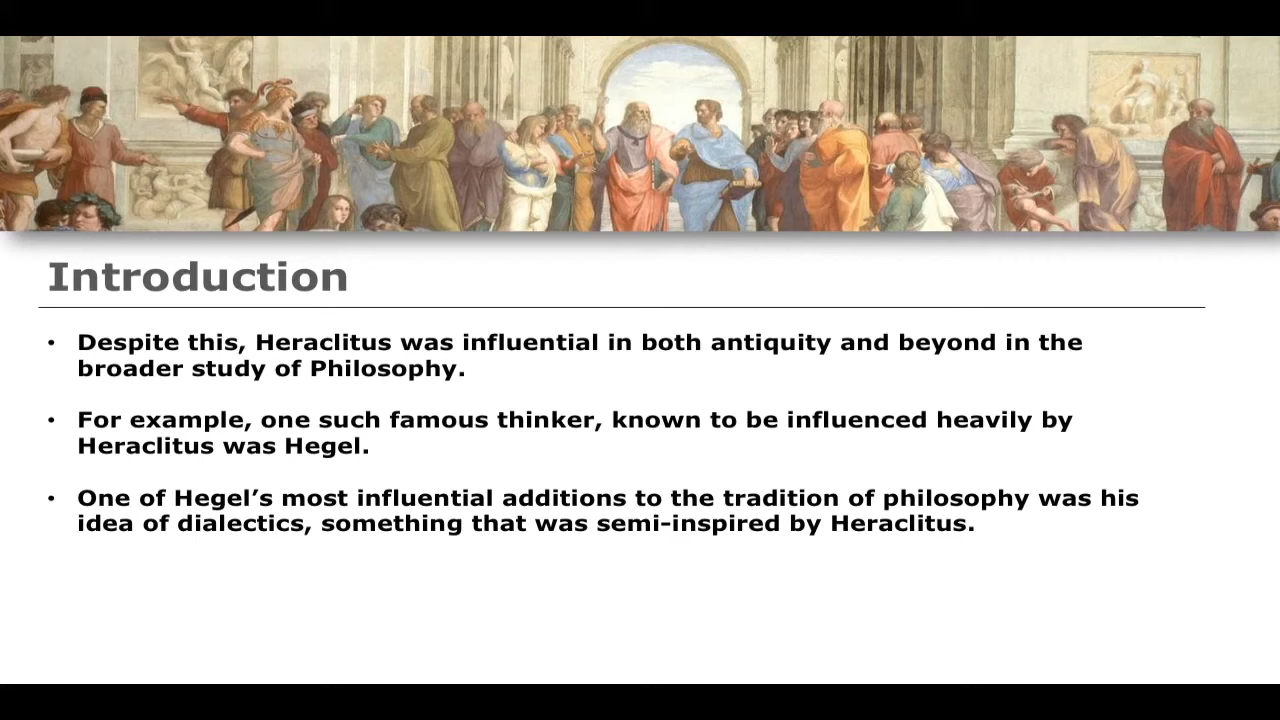 Introduction
• Despite this, Heraclitus was influential in both antiquity and beyond in the
broader study of Philosophy.
• For example, one such famous thinker, known to be influenced heavily by
Heraclitus was Hegel.
• One of Hegel’s most influential additions to the tradition of philosophy was his
idea of dialectics, something that was semi-inspired by Heraclitus.